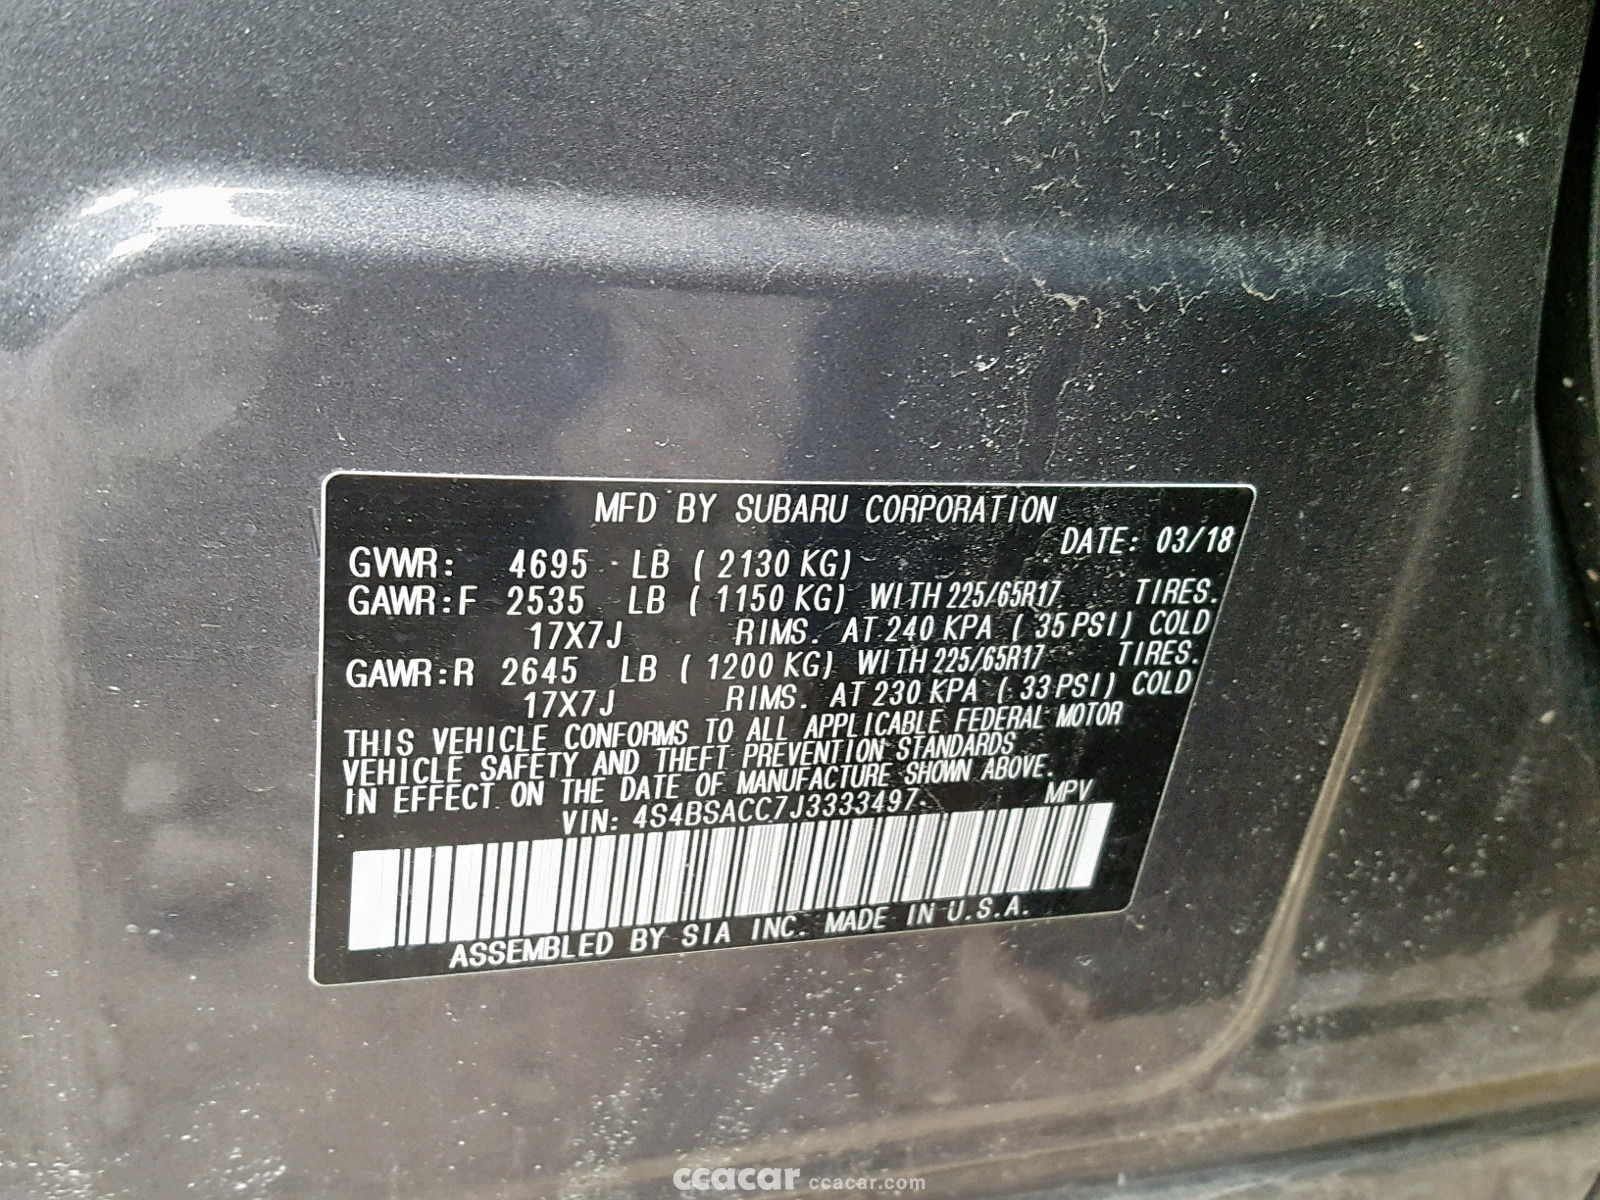 MFD BY SUBARU CORPORATION
DATE: 03/18
GVWR: 4695 LB ( 2130 KG)
GAWR:F 2535 LB ( 1150 KG) WITH 225/65R17 TIRES.
17X7J RIMS. AT 240 KPA ( 35 PSI) COLD
GAWR:R 2645 LB ( 1200 KG) WITH 225/65R17 TIRES.
17X7J RIMS. AT 230 KPA ( 33 PSI) COLD
THIS VEHICLE CONFORMS TO ALL APPLICABLE FEDERAL MOTOR
VEHICLE SAFETY AND THEFT PREVENTION STANDARDS
IN EFFECT ON THE DATE OF MANUFACTURE SHOWN ABOVE.
VIN: 4S4BSACC7J3333497 MPV
ASSEMBLED BY SIA INC. MADE IN U.S.A.
ccacar ccacar.com